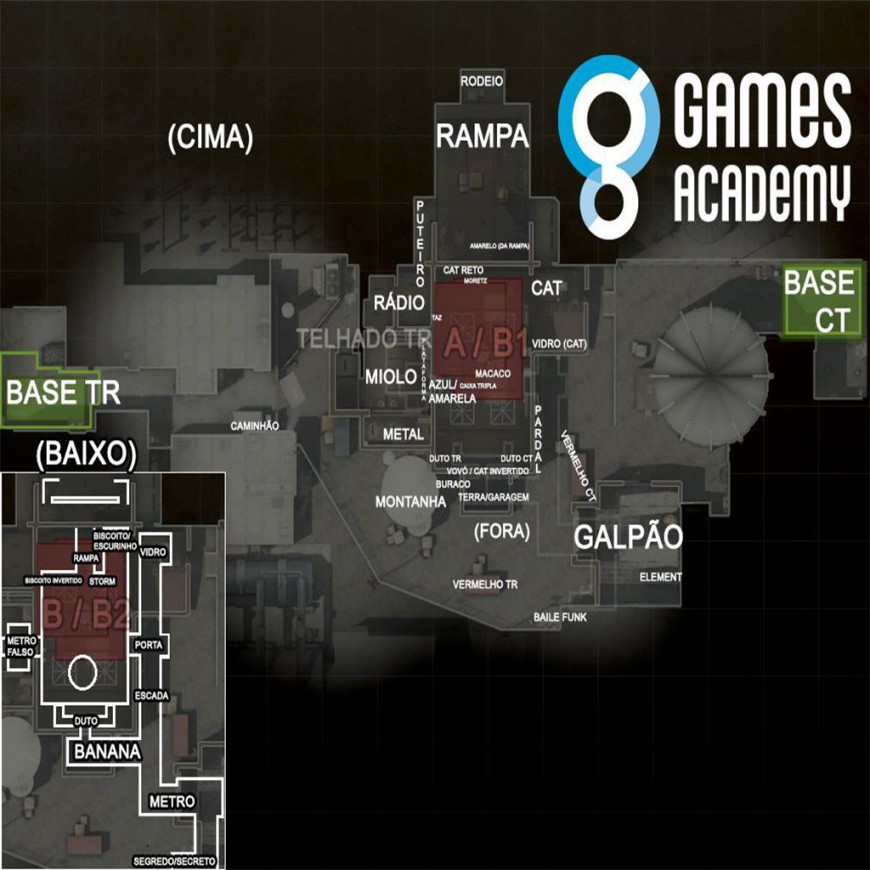 RODEIO
RAMPA
(CIMA)
GAMES
ACADEMY
PUTEIRO
AMARELO (DA RAMPA)
CAT RETO
MORETZ
CAT
RÁDIO
TAZ
BASE
CT
TELHADO TR
A / B1
VIDRO (CAT)
PLATAFORMA
MIOLO
MACACO
AZUL/
CAIXA TRIPLA
AMARELA
BASE TR
CAMINHÃO
METAL
PARDAL
(BAIXO)
DUTO TR
DUTO CT
VOVÓ / CAT INVERTIDO
BURACO
TERRA/GARAGEM
VERMELHO CT
MONTANHA
(FORA)
GALPÃO
ELEMENT
VERMELHO TR
BAILE FUNK
BISCOITO/
ESCURINHO
VIDRO
RAMPA
BISCOITO INVERTIDO
STORM
B / B2
METRO
FALSO
PORTA
ESCADA
DUTO
BANANA
METRO
SEGREDO/SECRETO